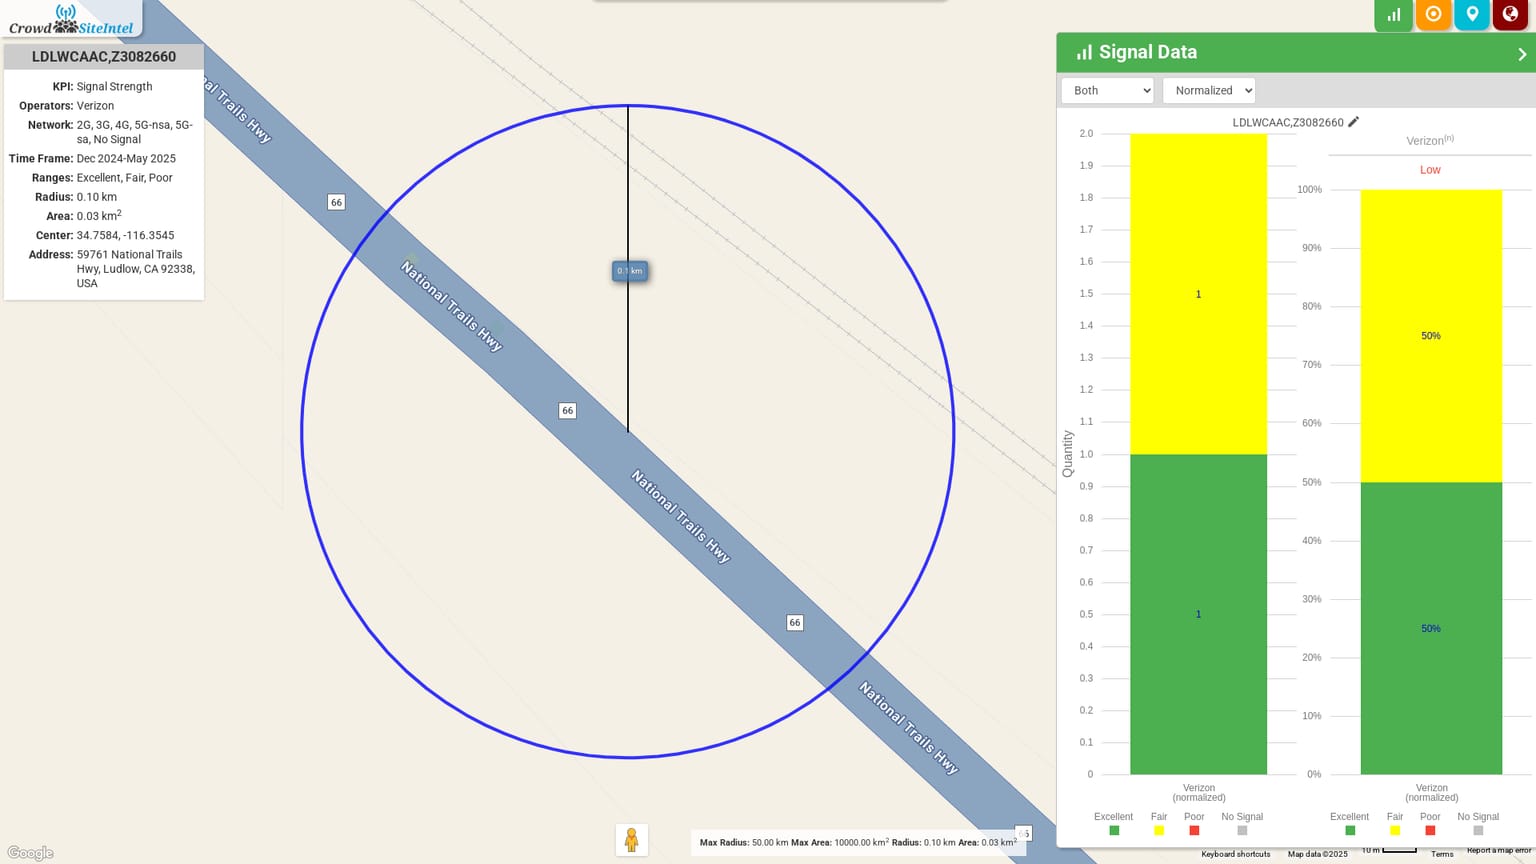 Crowd SiteIntel
LDLWCAAC,Z3082660
KPI: Signal Strength
Operators: Verizon
Network: 2G, 3G, 4G, 5G-nsa, 5G-
sa, No Signal
Time Frame: Dec 2024-May 2025
Ranges: Excellent, Fair, Poor
Radius: 0.10 km
Area: 0.03 km²
Center: 34.7584, -116.3545
Address: 59761 National Trails
Hwy, Ludlow, CA 92338,
USA
nal Trails Hwy
66
National Trails Hwy
0.1 km
66
National Trails Hwy
66
National Trails Hwy
Google
Max Radius: 50.00 km Max Area: 10000.00 km² Radius: 0.10 km Area: 0.03 km²
66
Signal Data
Both
Normalized
LDLWCAAC,Z3082660
Quantity
2.0
1.9
1.8
1.7
1.6
1.5
1.4
1.3
1.2
1.1
1.0
0.9
0.8
0.7
0.6
0.5
0.4
0.3
0.2
0.1
0
1
1
Verizon
(normalized)
Excellent
Fair
Poor
No Signal
Verizon(n)
Low
100%
90%
80%
70%
60%
50%
40%
30%
20%
10%
0%
50%
50%
Verizon
(normalized)
Excellent
Fair
Poor
No Signal
Keyboard shortcuts
Map data ©2025
10 m
Terms
Report a map error